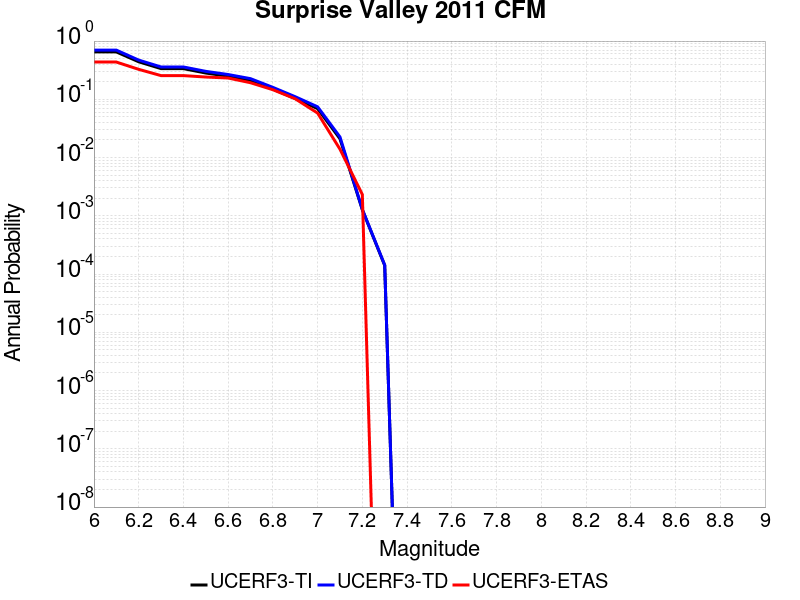 Surprise Valley 2011 CFM
10^0
10^-1
10^-2
10^-3
10^-4
10^-5
10^-6
10^-7
10^-8
Annual Probability
6 6.2 6.4 6.6 6.8 7 7.2 7.4 7.6 7.8 8 8.2 8.4 8.6 8.8 9
Magnitude
UCERF3-TI UCERF3-TD UCERF3-ETAS